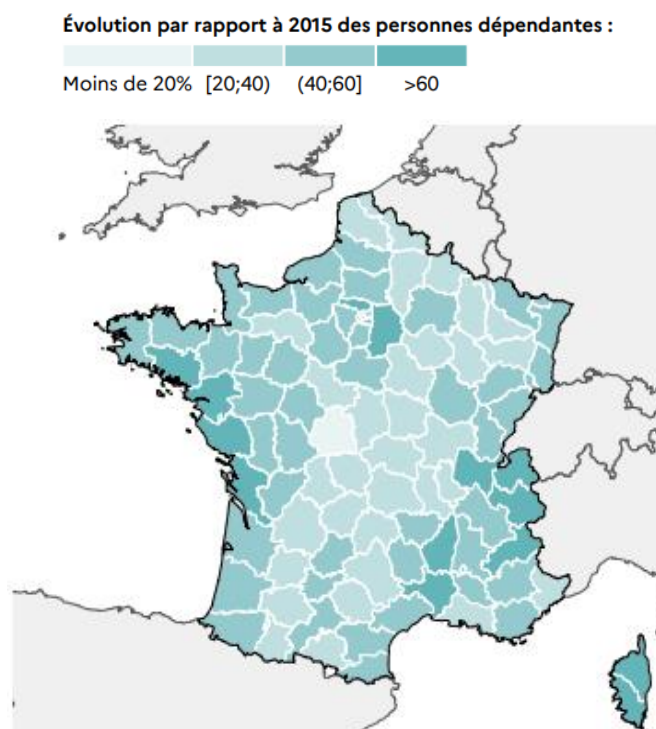 Évolution par rapport à 2015 des personnes dépendantes :
Moins de 20% [20;40) (40;60] >60